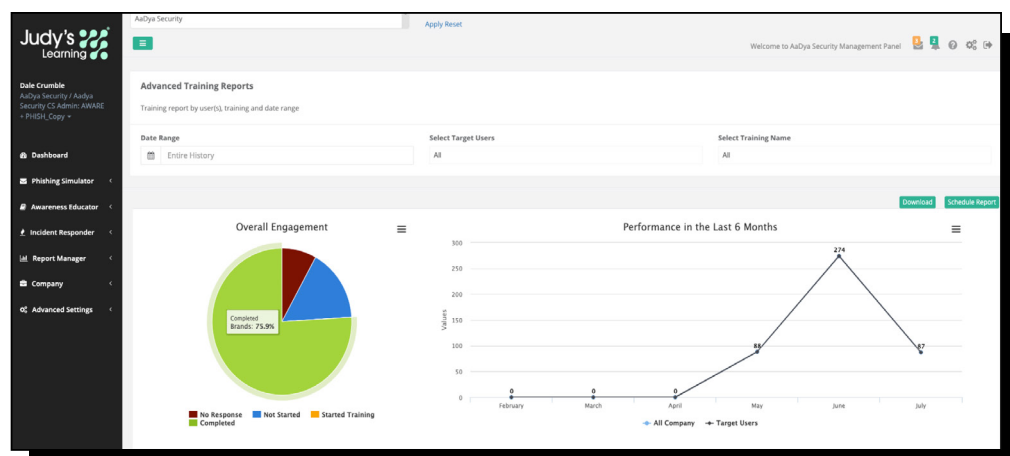 AaDya Security
Apply Reset
Judy's
Learning
Welcome to AaDya Security Management Panel
3
2
Dale Crumble
AaDya Security / Aadya
Security CS Admin: AWARE
+ PHISH_Copy
Dashboard
Phishing Simulator
Awareness Educator
Incident Responder
Report Manager
Company
Advanced Settings
Advanced Training Reports
Training report by user(s), training and date range
Date Range
Select Target Users
Select Training Name
Entire History
All
All
Download
Schedule Report
Overall Engagement
Completed
Brands: 75.9%
No Response
Not Started
Started Training
Completed
Performance in the Last 6 Months
Values
300
250
200
150
100
50
0
0
0
0
88
274
87
February
March
April
May
June
July
All Company
Target Users